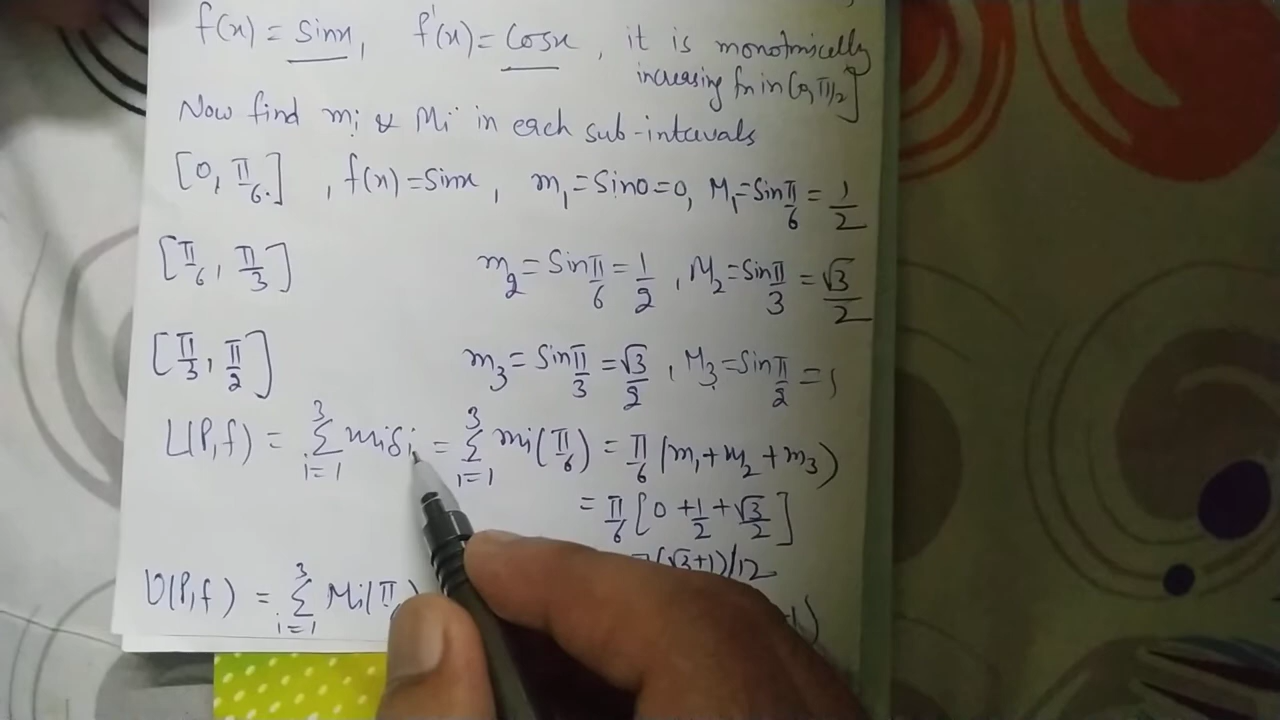 f(x) = Sinx, f'(x) = Cosx, it is monotonically
increasing fn in [0, π/2]
Now find mi & Mi in each sub-intervals
[0, π/6], f(x) = Sinx, m₁ = Sin0 = 0, M₁ = Sin π/6 = 1/2
[π/6, π/3] m₂ = Sin π/6 = 1/2, M₂ = Sin π/3 = √3/2
[π/3, π/2] m₃ = Sin π/3 = √3/2, M₃ = Sin π/2 = 1
L(P,f) = 3∑i=1 miδi = 3∑i=1 mi(π/6) = π/6 (m₁+m₂+m₃)
= π/6 [0 + 1/2 + √3/2]
(√3+1)/12
U(P,f) = 3∑i=1 Mi(π